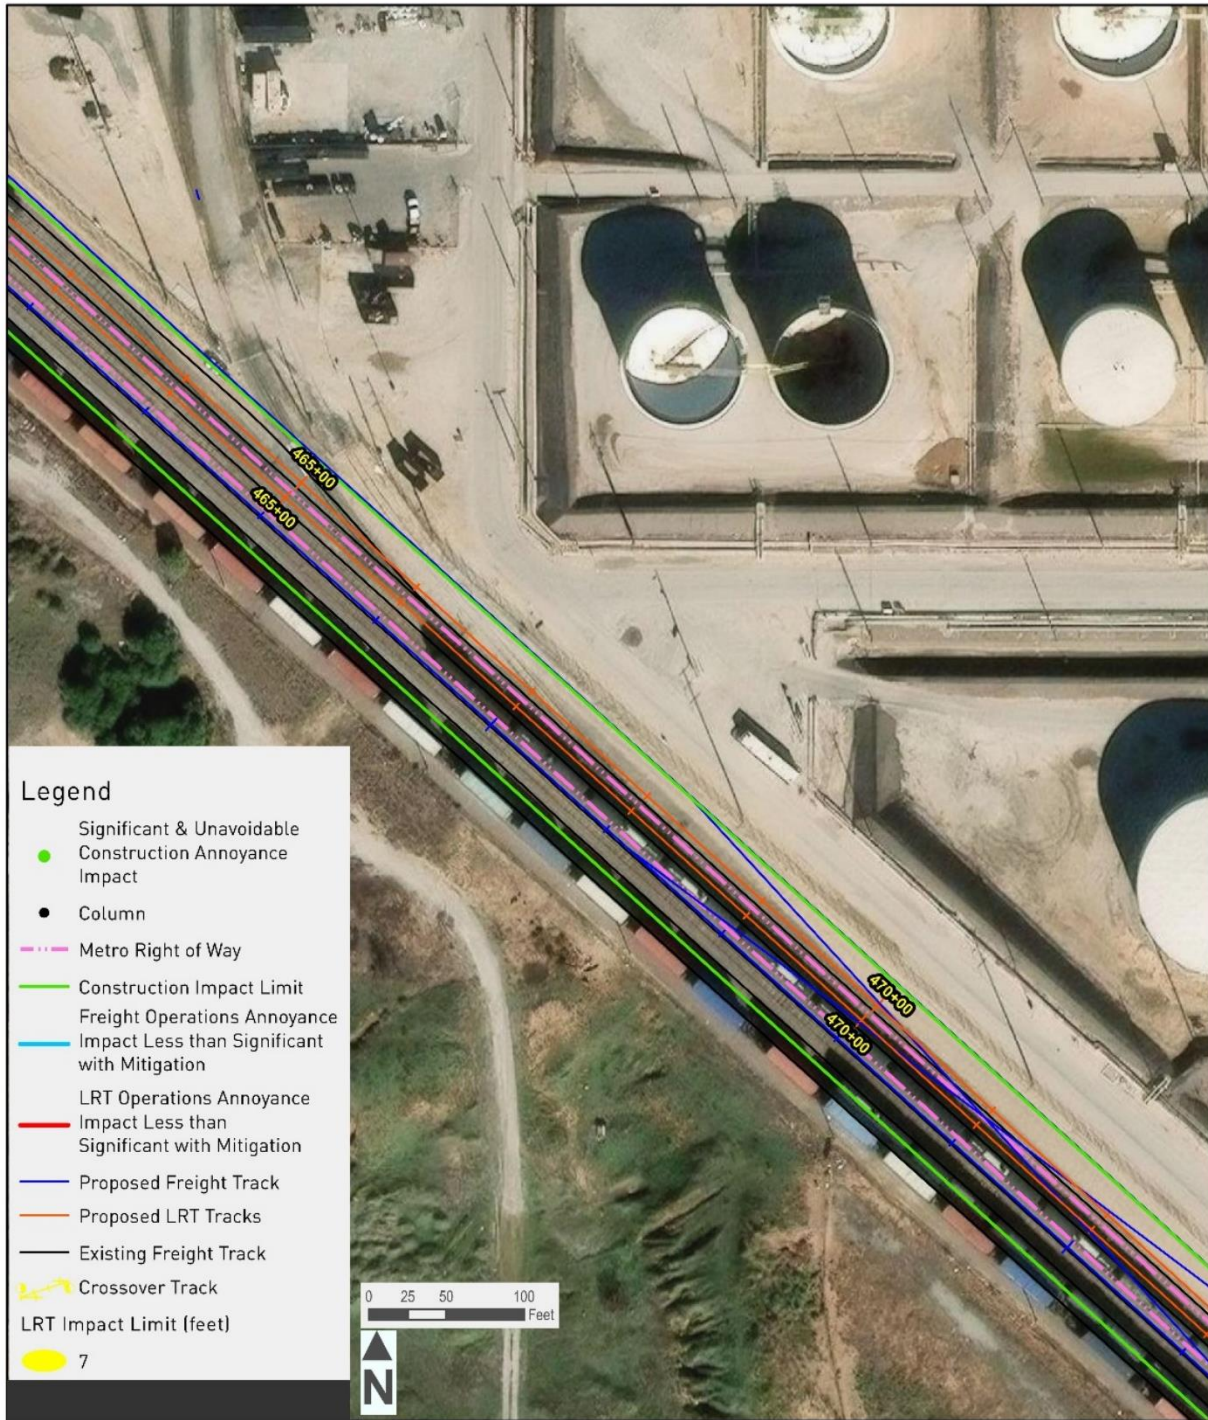 465+00
465+00
470+00
470+00
Legend
Significant & Unavoidable
Construction Annoyance
Impact
Column
Metro Right of Way
Construction Impact Limit
Freight Operations Annoyance
Impact Less than Significant
with Mitigation
LRT Operations Annoyance
Impact Less than
Significant with Mitigation
Proposed Freight Track
Proposed LRT Tracks
Existing Freight Track
Crossover Track
LRT Impact Limit (feet)
7
0 25 50 100
Feet
N